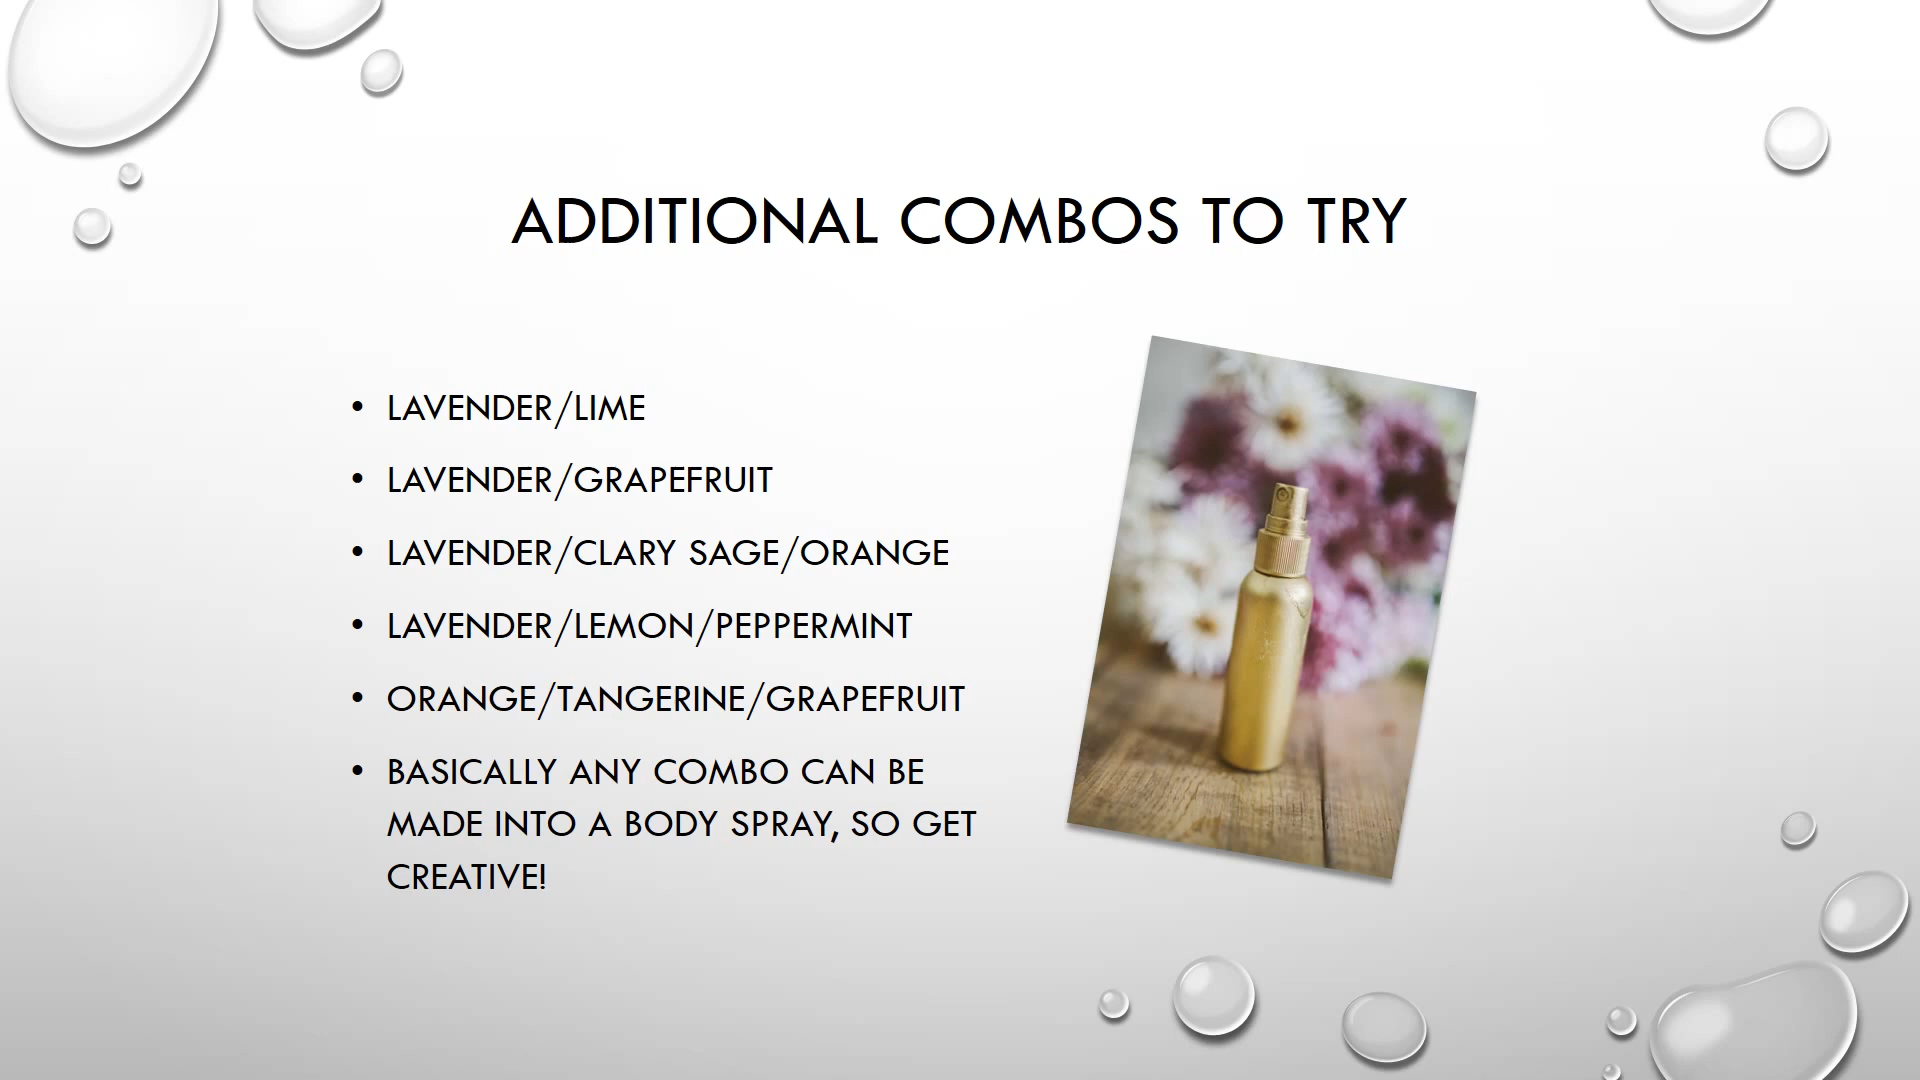 ADDITIONAL COMBOS TO TRY
• LAVENDER/LIME
• LAVENDER/GRAPEFRUIT
• LAVENDER/CLARY SAGE/ORANGE
• LAVENDER/LEMON/PEPPERMINT
• ORANGE/TANGERINE/GRAPEFRUIT
• BASICALLY ANY COMBO CAN BE
MADE INTO A BODY SPRAY, SO GET
CREATIVE!